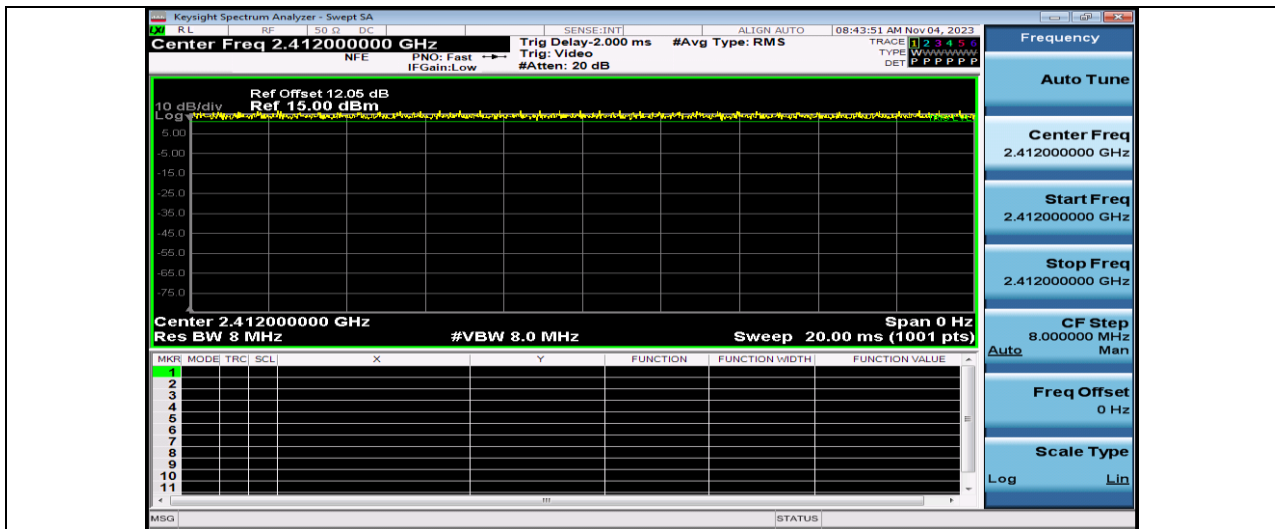 Keysight Spectrum Analyzer - Swept SA
LXI RL RF 50 Ω DC SENSE:INT ALIGN AUTO 08:43:51 AM Nov 04, 2023
Center Freq 2.412000000 GHz
NFE PNO: Fast
IFGain:Low
Trig Delay-2.000 ms
Trig: Video
#Atten: 20 dB
#Avg Type: RMS
TRACE 1 2 3 4 5 6
TYPE WWWWWW
DET P P P P P P
Ref Offset 12.05 dB
10 dB/div Ref 15.00 dBm
Log
5.00
-5.00
-15.0
-25.0
-35.0
-45.0
-55.0
-65.0
-75.0
Center 2.412000000 GHz Span 0 Hz
Res BW 8 MHz #VBW 8.0 MHz Sweep 20.00 ms (1001 pts)
MKR MODE TRC SCL X Y FUNCTION FUNCTION WIDTH FUNCTION VALUE
1
2
3
4
5
6
7
8
9
10
11
MSG STATUS
Frequency
Auto Tune
Center Freq
2.412000000 GHz
Start Freq
2.412000000 GHz
Stop Freq
2.412000000 GHz
CF Step
8.000000 MHz
Auto Man
Freq Offset
0 Hz
Scale Type
Log Lin